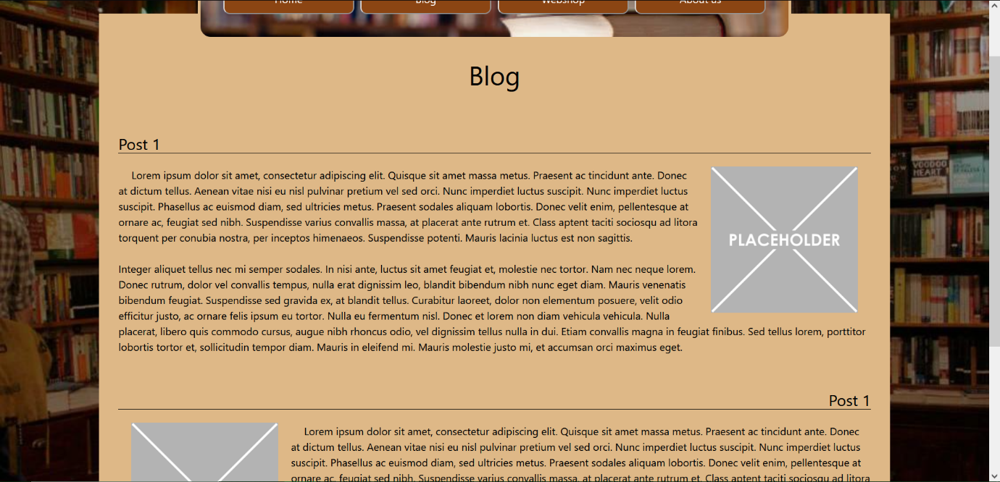 Home Blog Webshop About us
Blog
Post 1
Lorem ipsum dolor sit amet, consectetur adipiscing elit. Quisque sit amet massa metus. Praesent ac tincidunt ante. Donec
at dictum tellus. Aenean vitae nisi eu nisl pulvinar pretium vel sed orci. Nunc imperdiet luctus suscipit. Nunc imperdiet luctus
suscipit. Phasellus ac euismod diam, sed ultricies metus. Praesent sodales aliquam lobortis. Donec velit enim, pellentesque at
ornare ac, feugiat sed nibh. Suspendisse varius convallis massa, at placerat ante rutrum et. Class aptent taciti sociosqu ad litora
torquent per conubia nostra, per inceptos himenaeos. Suspendisse potenti. Mauris lacinia luctus est non sagittis.
PLACEHOLDER
Integer aliquet tellus nec mi semper sodales. In nisi ante, luctus sit amet feugiat et, molestie nec tortor. Nam nec neque lorem.
Donec rutrum, dolor vel convallis tempus, nulla erat dignissim leo, blandit bibendum nibh nunc eget diam. Mauris venenatis
bibendum feugiat. Suspendisse sed gravida ex, at blandit tellus. Curabitur laoreet, dolor non elementum posuere, velit odio
efficitur justo, ac ornare felis ipsum eu tortor. Nulla eu fermentum nisl. Donec et lorem non diam vehicula vehicula. Nulla
placerat, libero quis commodo cursus, augue nibh rhoncus odio, vel dignissim tellus nulla in dui. Etiam convallis magna in feugiat finibus. Sed tellus lorem, porttitor
lobortis tortor et, sollicitudin tempor diam. Mauris in eleifend mi. Mauris molestie justo mi, et accumsan orci maximus eget.
VOODOO
HEART
Post 1
Lorem ipsum dolor sit amet, consectetur adipiscing elit. Quisque sit amet massa metus. Praesent ac tincidunt ante. Donec
at dictum tellus. Aenean vitae nisi eu nisl pulvinar pretium vel sed orci. Nunc imperdiet luctus suscipit. Nunc imperdiet luctus
suscipit. Phasellus ac euismod diam, sed ultricies metus. Praesent sodales aliquam lobortis. Donec velit enim, pellentesque at
ornare ac, feugiat sed nibh. Suspendisse varius convallis massa, at placerat ante rutrum et. Class aptent taciti sociosqu ad litora